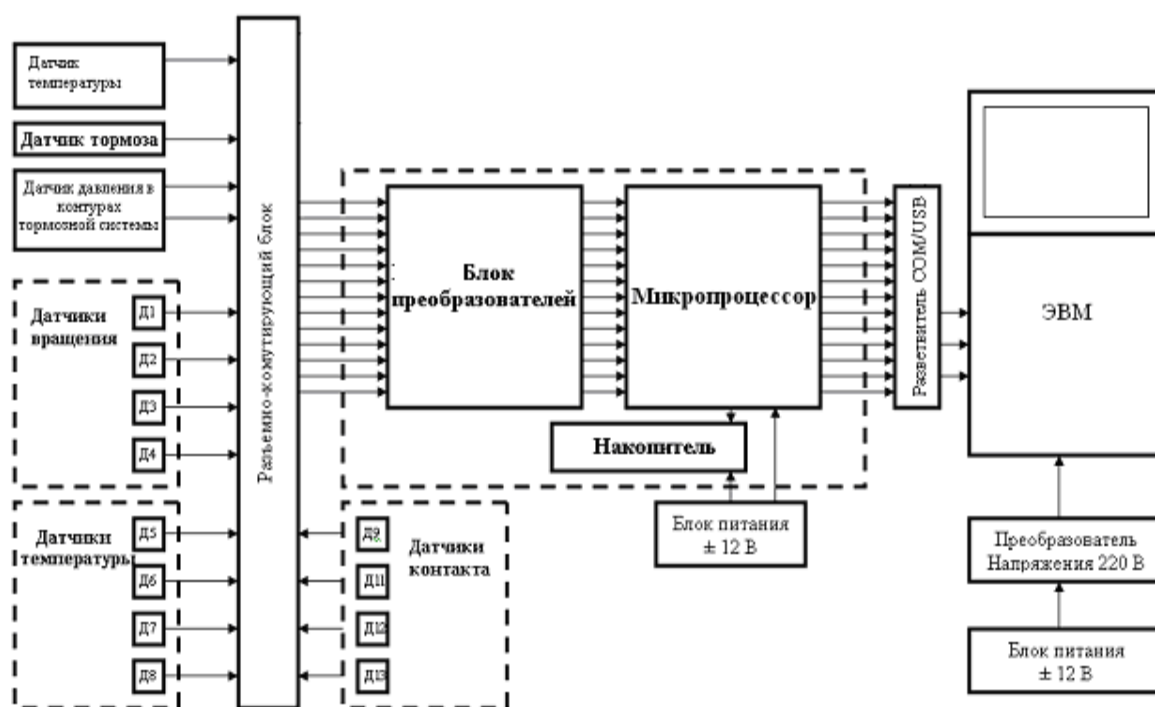 Датчик
температуры
Датчик тормоза
Датчик давления в
контурах
тормозной системы
Датчики
вращения
Д1
Д2
Д3
Д4
Датчики
температуры
Д5
Д6
Д7
Д8
Разъемно-комутирующий блок
Блок
преобразователей
Микропроцессор
Накопитель
Датчики
контакта
Д9
Д11
Д12
Д13
Блок питания
± 12 В
Разветвитель COM/USB
ЭВМ
Преобразователь
Напряжения 220 В
Блок питания
± 12 В